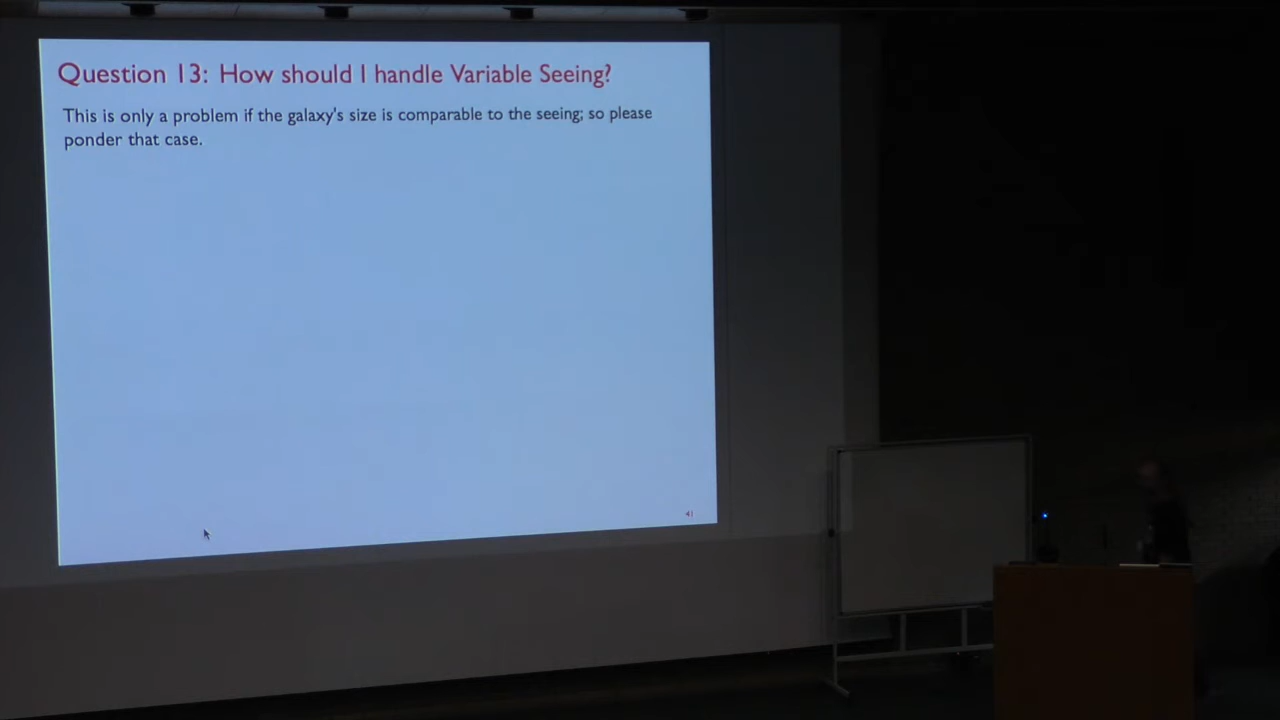 Question 13: How should I handle Variable Seeing?
This is only a problem if the galaxy's size is comparable to the seeing; so please
ponder that case.
41